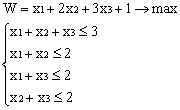 W = x₁ + 2x₂ + 3x₃ + 1 → max
x₁ + x₂ + x₃ ≤ 3
x₁ + x₂ ≤ 2
x₁ + x₃ ≤ 2
x₂ + x₃ ≤ 2